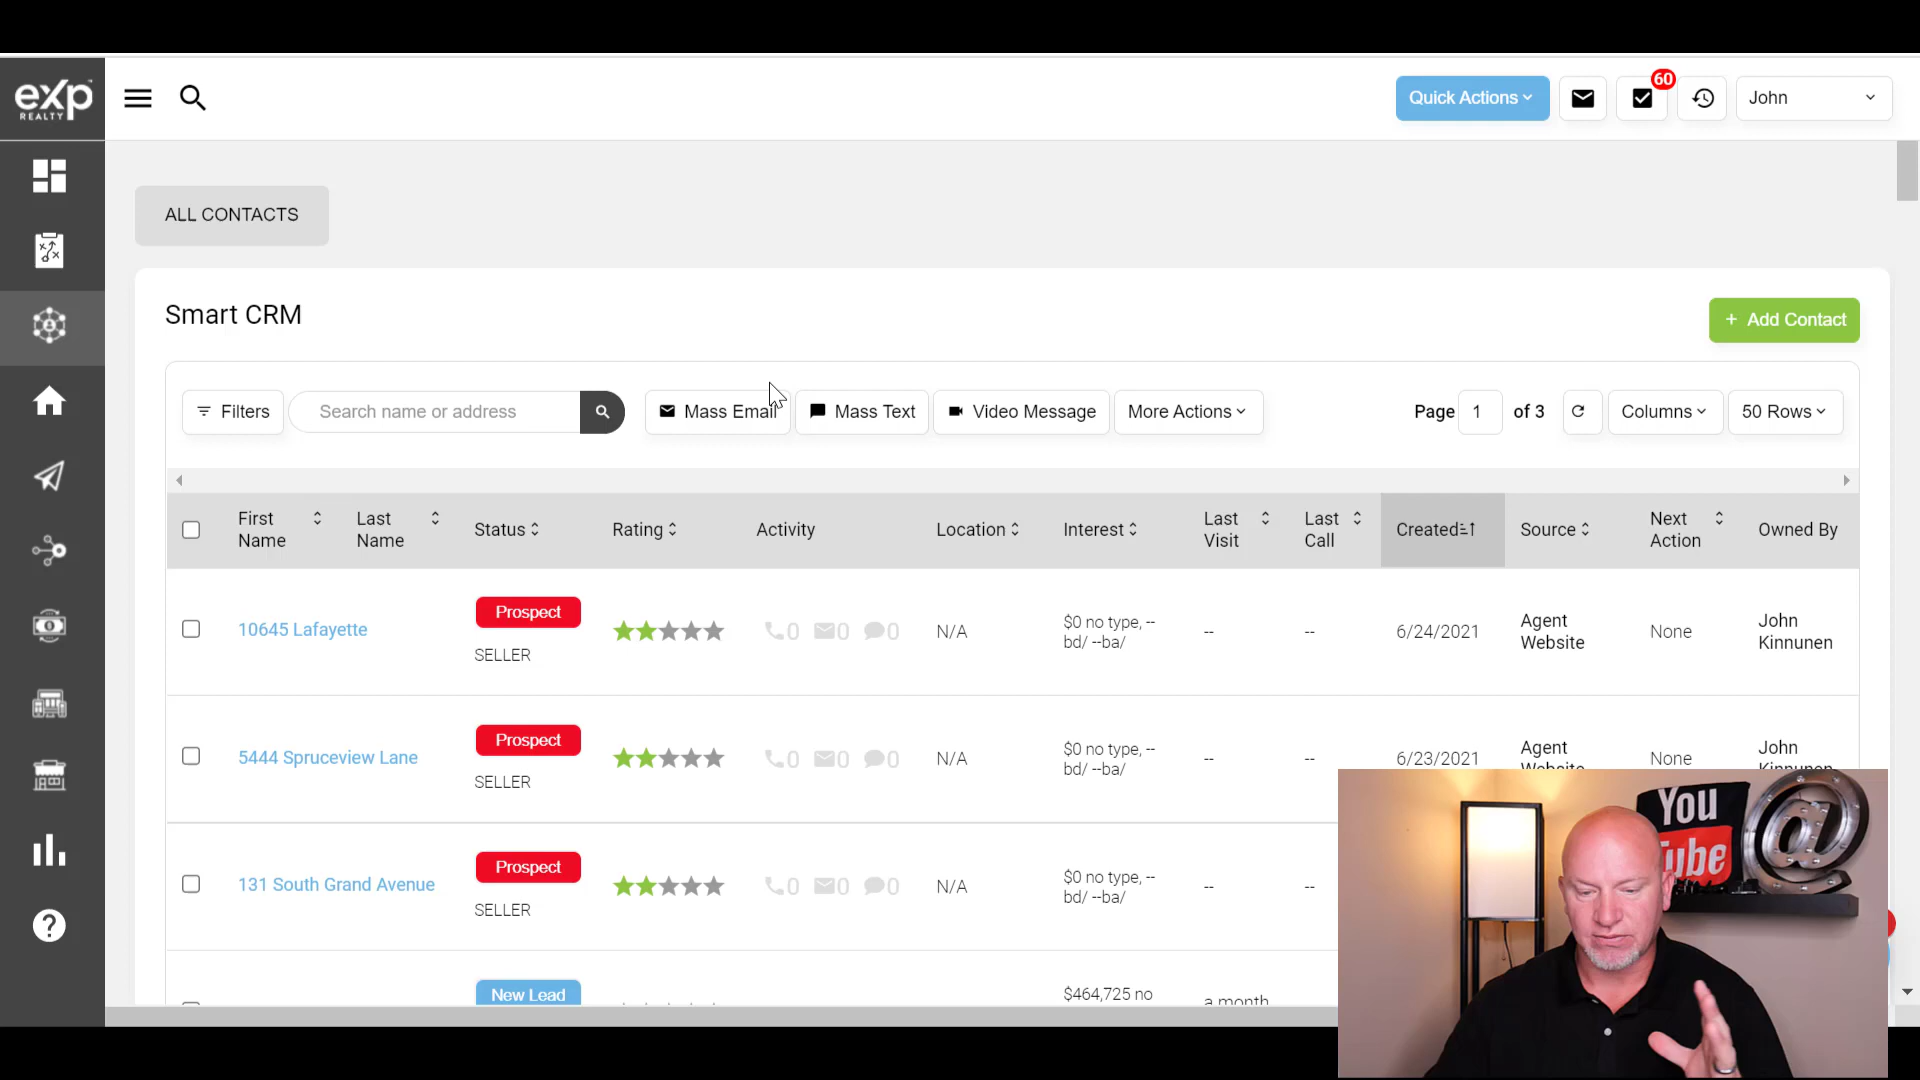 eXp
REALTY
Quick Actions
60
John
ALL CONTACTS
Smart CRM
+ Add Contact
Filters
Search name or address
Mass Email
Mass Text
Video Message
More Actions
Page 1 of 3
Columns
50 Rows
First Name
Last Name
Status
Rating
Activity
Location
Interest
Last Visit
Last Call
Created
Source
Next Action
Owned By
10645 Lafayette
Prospect
SELLER
0 0 0
N/A
$0 no type, --
bd/ --ba/
--
--
6/24/2021
Agent
Website
None
John
Kinnunen
5444 Spruceview Lane
Prospect
SELLER
0 0 0
N/A
$0 no type, --
bd/ --ba/
--
--
6/23/2021
Agent
Website
None
John
Kinnunen
131 South Grand Avenue
Prospect
SELLER
0 0 0
N/A
$0 no type, --
bd/ --ba/
--
--
New Lead
$464,725 no
a month
You
Tube
@
?